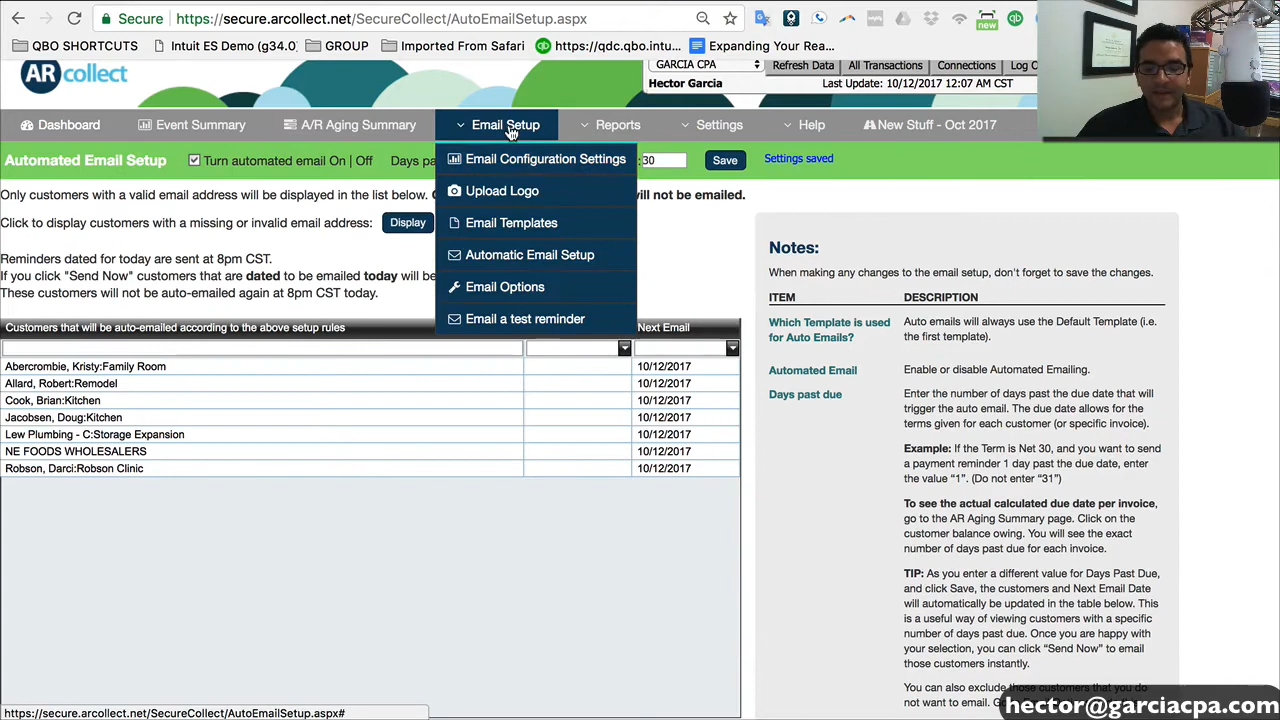 https://secure.arcollect.net/SecureCollect/AutoEmailSetup.aspx
Secure
new
QBO SHORTCUTS
Intuit ES Demo (g34.0.
GROUP
Imported From Safari
https://qdc.qbo.intu...
Expanding Your Rea...
AR collect
GARCIA CPA
Refresh Data
All Transactions
Connections
Log C
Hector Garcia
Last Update: 10/12/2017 12:07 AM CST
Dashboard
Event Summary
A/R Aging Summary
Email Setup
Reports
Settings
Help
New Stuff - Oct 2017
Automated Email Setup
Turn automated email On | Off
Days pa
:30
Save
Settings saved
Email Configuration Settings
Upload Logo
Email Templates
Automatic Email Setup
Email Options
Email a test reminder
Only customers with a valid email address will be displayed in the list below.
will not be emailed.
Click to display customers with a missing or invalid email address:
Display
Reminders dated for today are sent at 8pm CST.
If you click "Send Now" customers that are dated to be emailed today will be
These customers will not be auto-emailed again at 8pm CST today.
Customers that will be auto-emailed according to the above setup rules
Next Email
Abercrombie, Kristy:Family Room 10/12/2017
Allard, Robert:Remodel 10/12/2017
Cook, Brian:Kitchen 10/12/2017
Jacobsen, Doug:Kitchen 10/12/2017
Lew Plumbing - C:Storage Expansion 10/12/2017
NE FOODS WHOLESALERS 10/12/2017
Robson, Darci:Robson Clinic 10/12/2017
Notes:
When making any changes to the email setup, don't forget to save the changes.
ITEM DESCRIPTION
Which Template is used for Auto Emails?
Auto emails will always use the Default Template (i.e.
the first template).
Automated Email
Enable or disable Automated Emailing.
Days past due
Enter the number of days past the due date that will
trigger the auto email. The due date allows for the
terms given for each customer (or specific invoice).
Example: If the Term is Net 30, and you want to send
a payment reminder 1 day past the due date, enter
the value “1”. (Do not enter “31”)
To see the actual calculated due date per invoice,
go to the AR Aging Summary page. Click on the
customer balance owing. You will see the exact
number of days past due for each invoice.
TIP: As you enter a different value for Days Past Due,
and click Save, the customers and Next Email Date
will automatically be updated in the table below. This
is a useful way of viewing customers with a specific
number of days past due. Once you are happy with
your selection, you can click “Send Now” to email
those customers instantly.
You can also exclude those customers that you do
not want to email.
https://secure.arcollect.net/SecureCollect/AutoEmailSetup.aspx#
hector@garciacpa.com